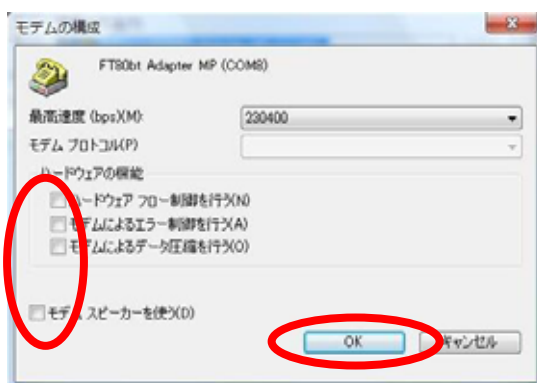 モデムの構成
FT80bt Adapter MP (COM8)
最高速度 (bps)(M):
230400
モデム プロトコル(P)
ハードウェアの機能
ハードウェア フロー制御を行う(N)
モデムによるエラー制御を行う(A)
モデムによるデータ圧縮を行う(O)
モデム スピーカーを使う(D)
OK
キャンセル